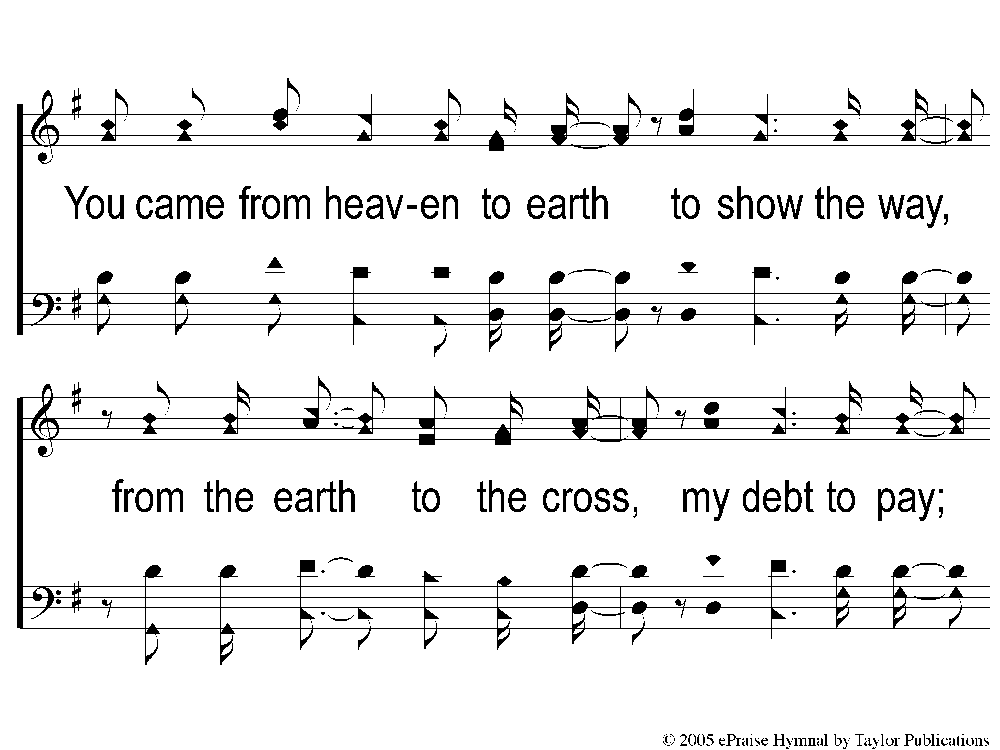 You came from heav-en to earth to show the way,
from the earth to the cross, my debt to pay;
© 2005 ePraise Hymnal by Taylor Publications